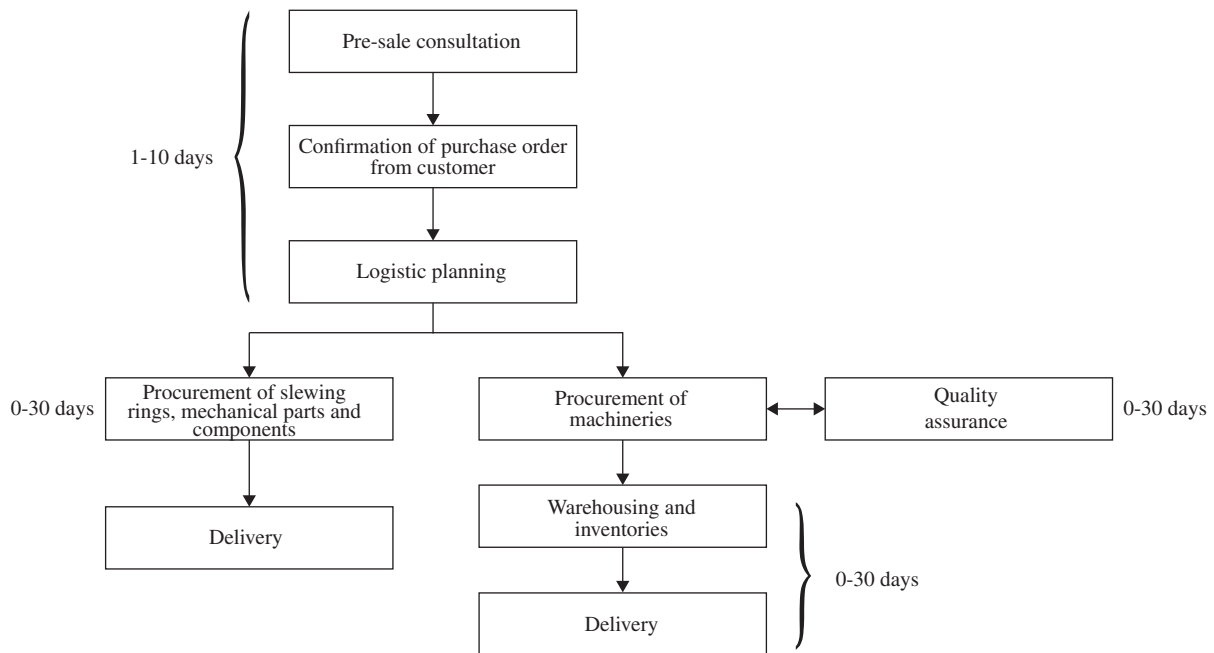 Pre-sale consultation
1-10 days
Confirmation of purchase order
from customer
Logistic planning
0-30 days
Procurement of slewing
rings, mechanical parts and
components
Procurement of
machineries
Quality
assurance
0-30 days
Delivery
Warehousing and
inventories
0-30 days
Delivery